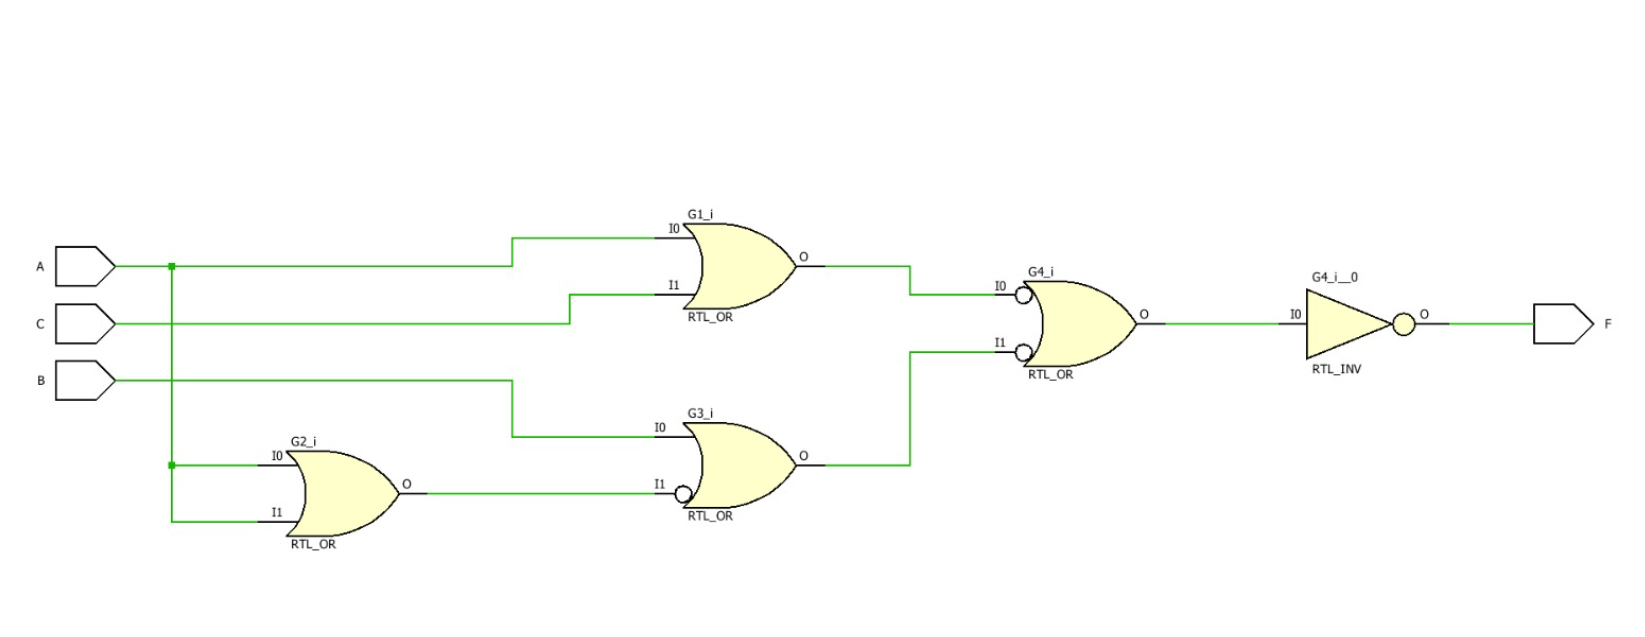 G1_i
I0
A
O
G4_i
G4_i__0
I1
I0
RTL_OR
C
O
I0
O
F
I1
RTL_OR
RTL_INV
B
G3_i
I0
G2_i
I0
O
O
I1
I1
RTL_OR
RTL_OR